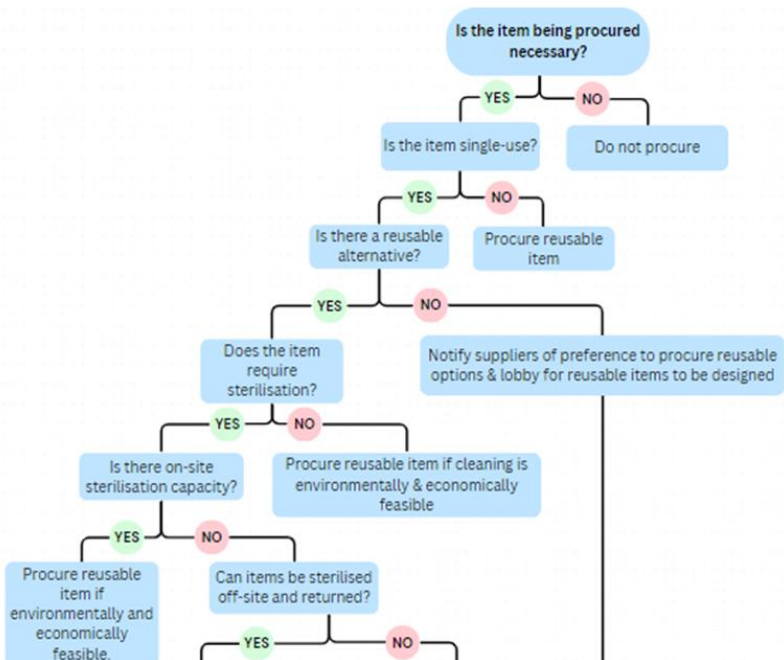 Is the item being procured
necessary?
YES
NO
Is the item single-use?
Do not procure
YES
NO
Is there a reusable
alternative?
Procure reusable
item
YES
NO
Does the item
require
sterilisation?
Notify suppliers of preference to procure reusable
options & lobby for reusable items to be designed
YES
NO
Is there on-site
sterilisation capacity?
Procure reusable item if cleaning is
environmentally & economically
feasible
YES
NO
Procure reusable
item if
environmentally and
economically
feasible.
Can items be sterilised
off-site and returned?
YES
NO